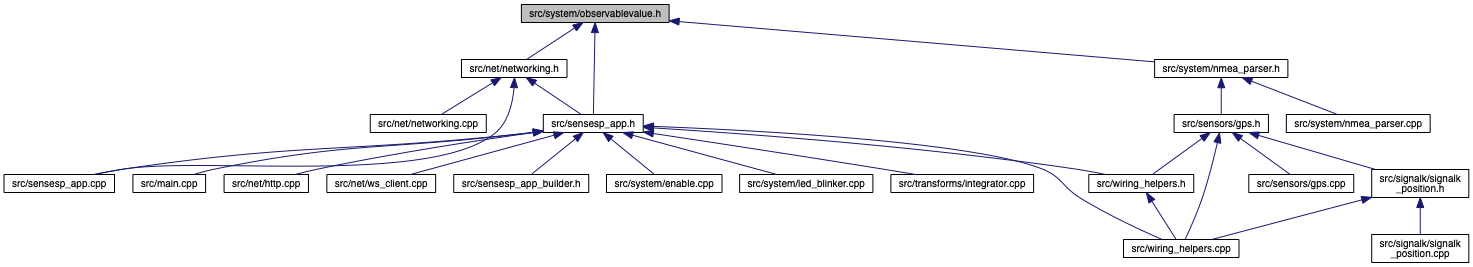 src/system/observablevalue.h
src/net/networking.h
src/system/nmea_parser.h
src/net/networking.cpp
src/sensesp_app.h
src/sensors/gps.h
src/system/nmea_parser.cpp
src/sensesp_app.cpp
src/main.cpp
src/net/http.cpp
src/net/ws_client.cpp
src/sensesp_app_builder.h
src/system/enable.cpp
src/system/led_blinker.cpp
src/transforms/integrator.cpp
src/wiring_helpers.h
src/sensors/gps.cpp
src/signalk/signalk
_position.h
src/wiring_helpers.cpp
src/signalk/signalk
_position.cpp